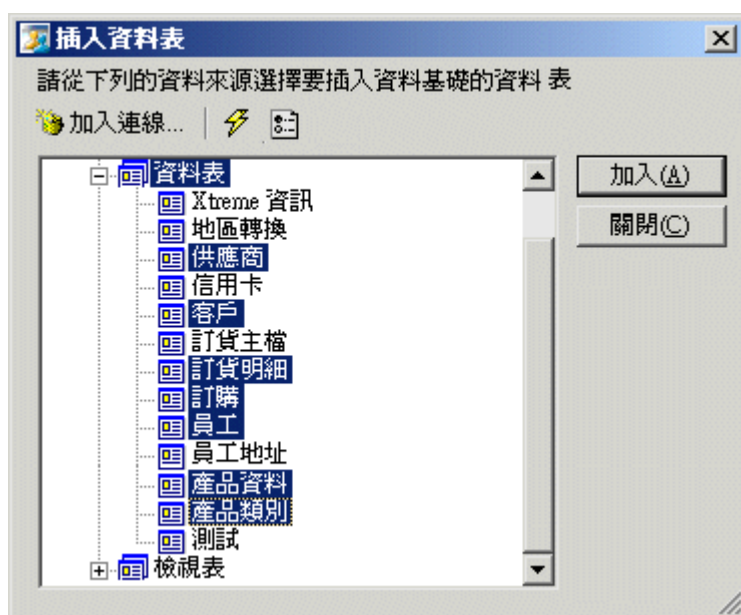 插入資料表
請從下列的資料來源選擇要插入資料基礎的資料 表
加入連線...
資料表
Xtreme 資訊
地區轉換
供應商
信用卡
客戶
訂貨主檔
訂貨明細
訂購
員工
員工地址
產品資料
產品類別
測試
檢視表
加入(A)
關閉(C)